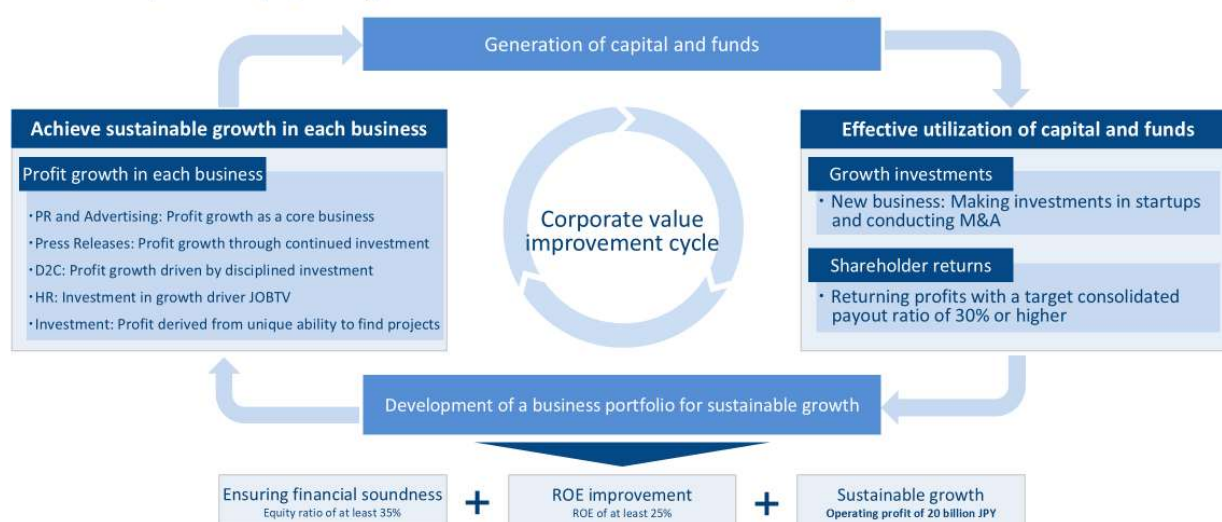 Generation of capital and funds
Achieve sustainable growth in each business
Profit growth in each business
・PR and Advertising: Profit growth as a core business
・Press Releases: Profit growth through continued investment
・D2C: Profit growth driven by disciplined investment
・HR: Investment in growth driver JOBTV
・Investment: Profit derived from unique ability to find projects
Corporate value
improvement cycle
Effective utilization of capital and funds
Growth investments
・ New business: Making investments in startups
and conducting M&A
Shareholder returns
・ Returning profits with a target consolidated
payout ratio of 30% or higher
Development of a business portfolio for sustainable growth
Ensuring financial soundness
Equity ratio of at least 35%
+
ROE improvement
ROE of at least 25%
+
Sustainable growth
Operating profit of 20 billion JPY